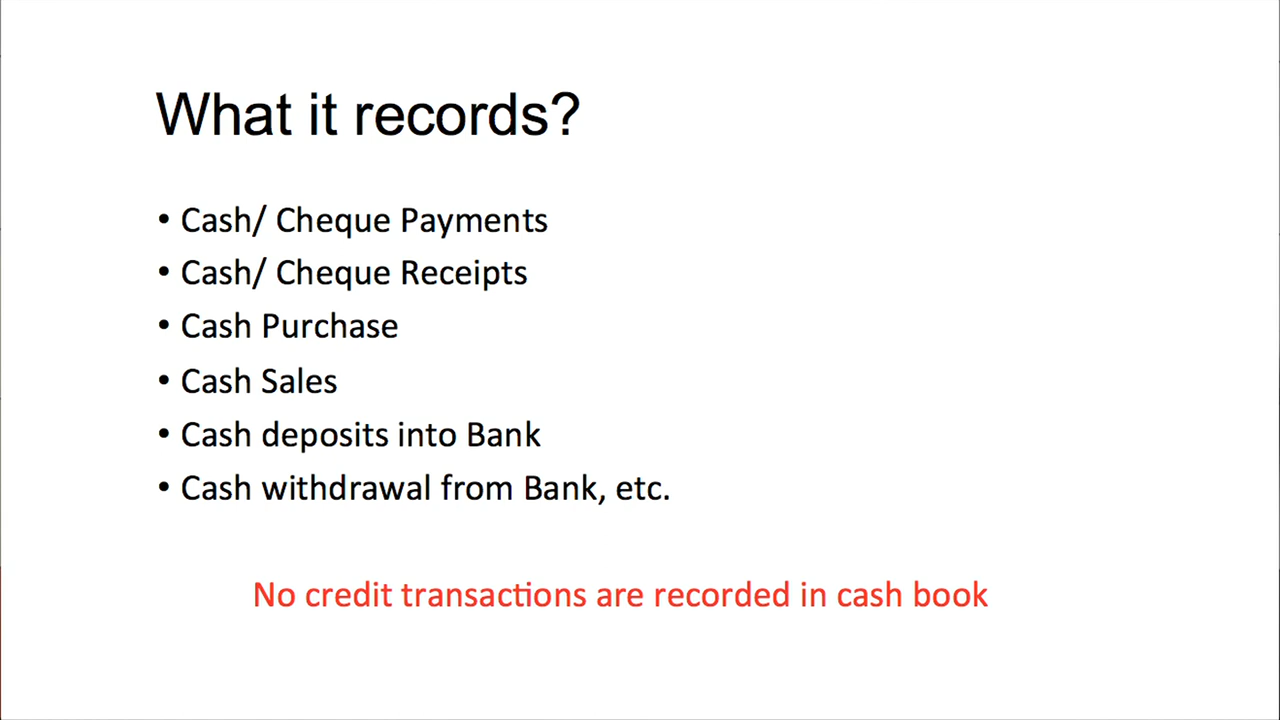 What it records?
• Cash/ Cheque Payments
• Cash/ Cheque Receipts
• Cash Purchase
• Cash Sales
• Cash deposits into Bank
• Cash withdrawal from Bank, etc.
No credit transactions are recorded in cash book